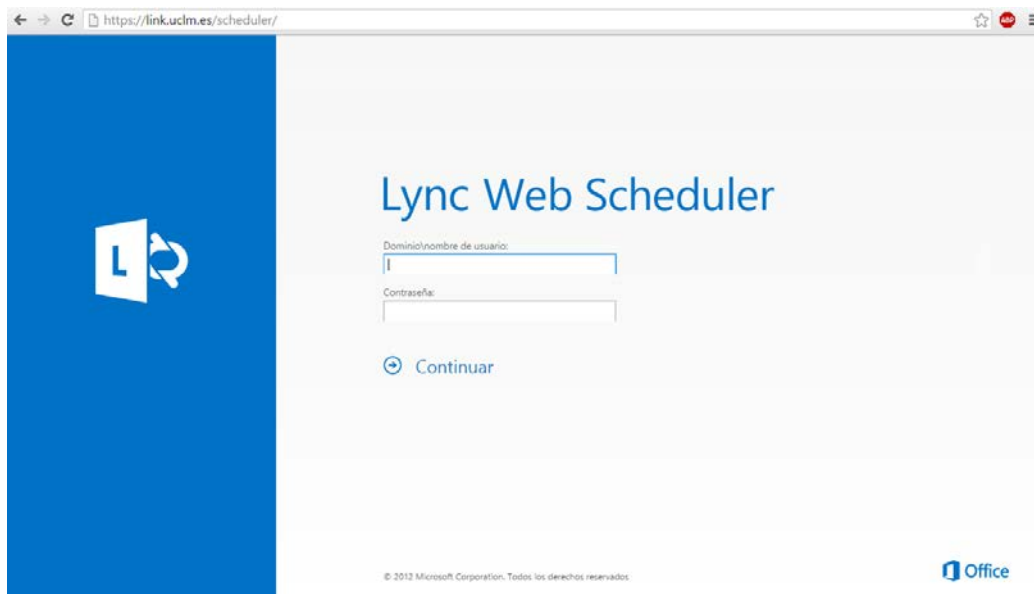 https://link.uclm.es/scheduler/
ABP
L
Lync Web Scheduler
Dominio\nombre de usuario:
Contraseña:
Continuar
© 2012 Microsoft Corporation. Todos los derechos reservados
Office